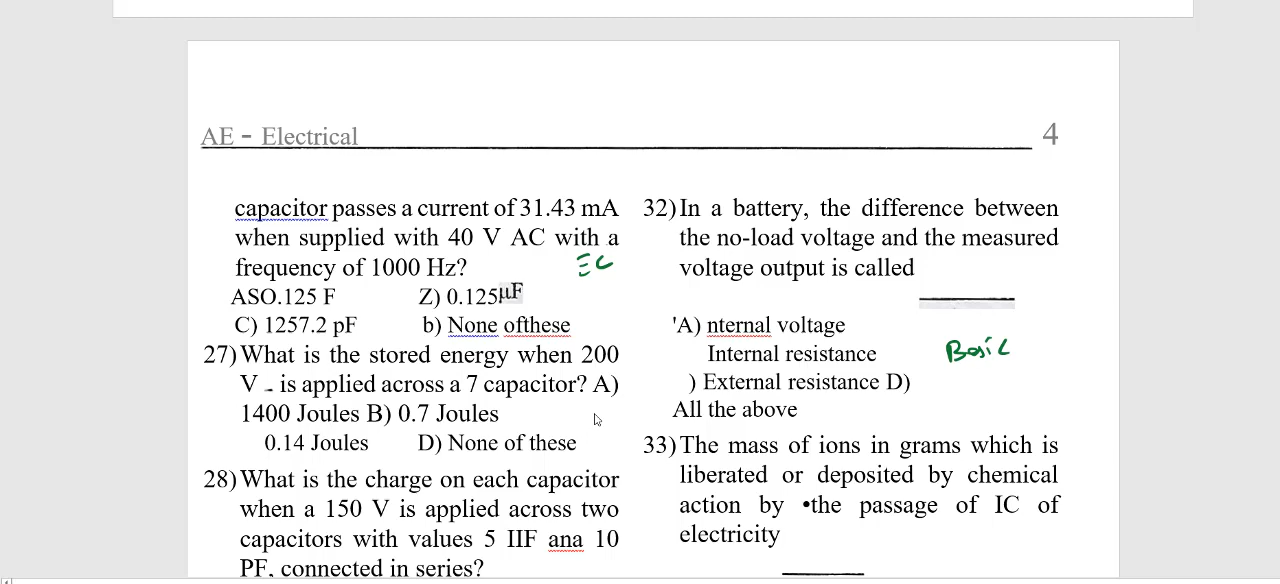 AE - Electrical
4
capacitor passes a current of 31.43 mA
when supplied with 40 V AC with a
frequency of 1000 Hz?
EC
ASO.125 F
Z) 0.125μF
C) 1257.2 pF
b) None ofthese
27) What is the stored energy when 200
V - is applied across a 7 capacitor? A)
1400 Joules B) 0.7 Joules
0.14 Joules
D) None of these
28) What is the charge on each capacitor
when a 150 V is applied across two
capacitors with values 5 IIF ana 10
PF, connected in series?
32) In a battery, the difference between
the no-load voltage and the measured
voltage output is called
'A) nternal voltage
Internal resistance
Basic
) External resistance D)
All the above
33) The mass of ions in grams which is
liberated or deposited by chemical
action by •the passage of IC of
electricity